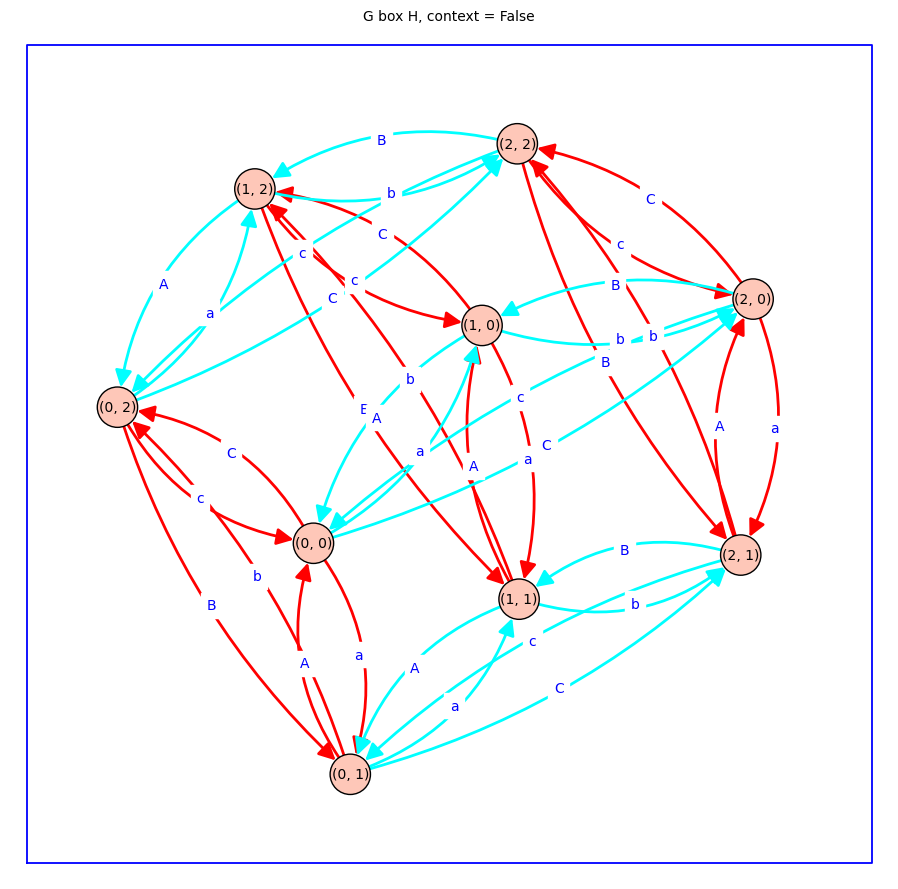 G box H, context = False
B
(2, 2)
(1, 2)
b
C
C
c
c
A
c
B
C
(2, 0)
a
(1, 0)
b
b
B
b
c
(0, 2)
A
A
a
C
a
C
a
A
c
(0, 0)
B
(2, 1)
b
b
(1, 1)
B
c
a
A
A
C
a
(0, 1)